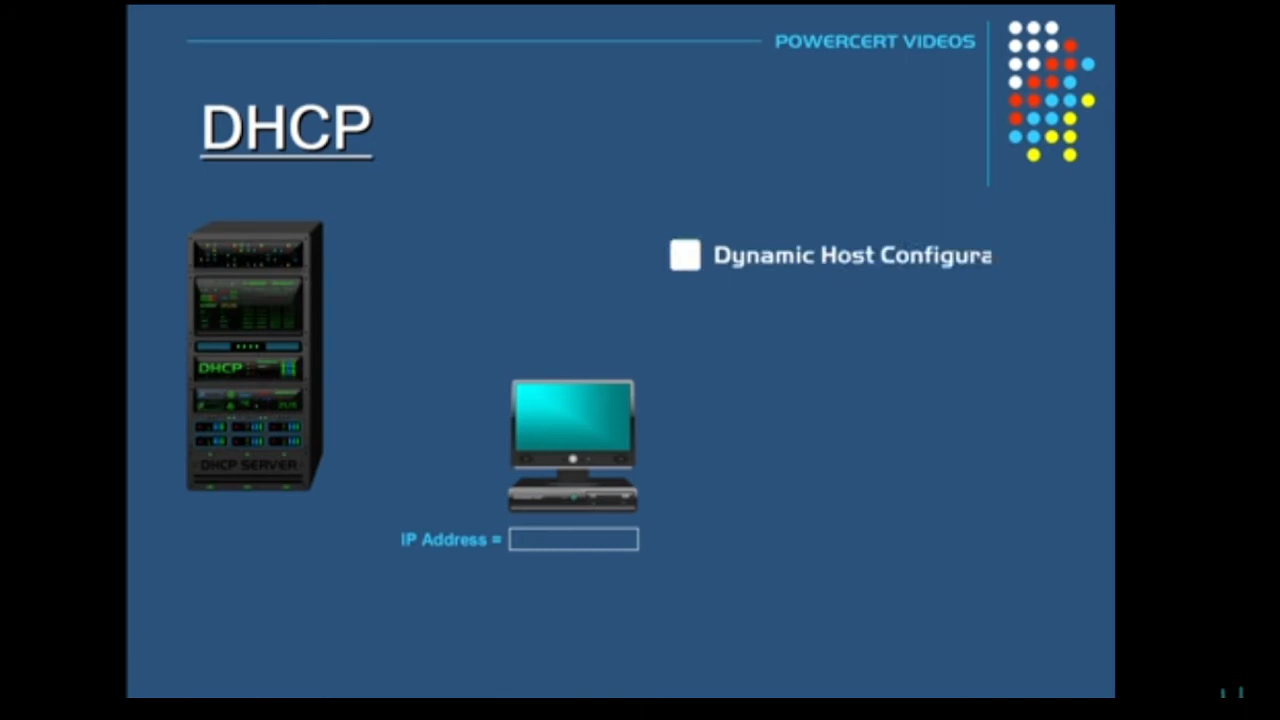 POWERCERT VIDEOS
DHCP
Dynamic Host Configura
DHCP
DHCP SERVER
IP Address =